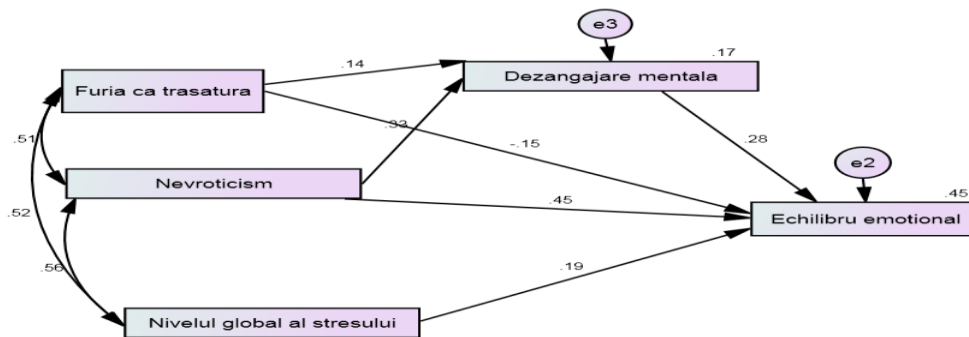 e3
.17
.14
Dezangajare mentala
Furia ca trasatura
.33
.51
-.15
.28
e2
Nevroticism
.45
.45
Echilibru emotional
.52
.56
.19
Nivelul global al stresului